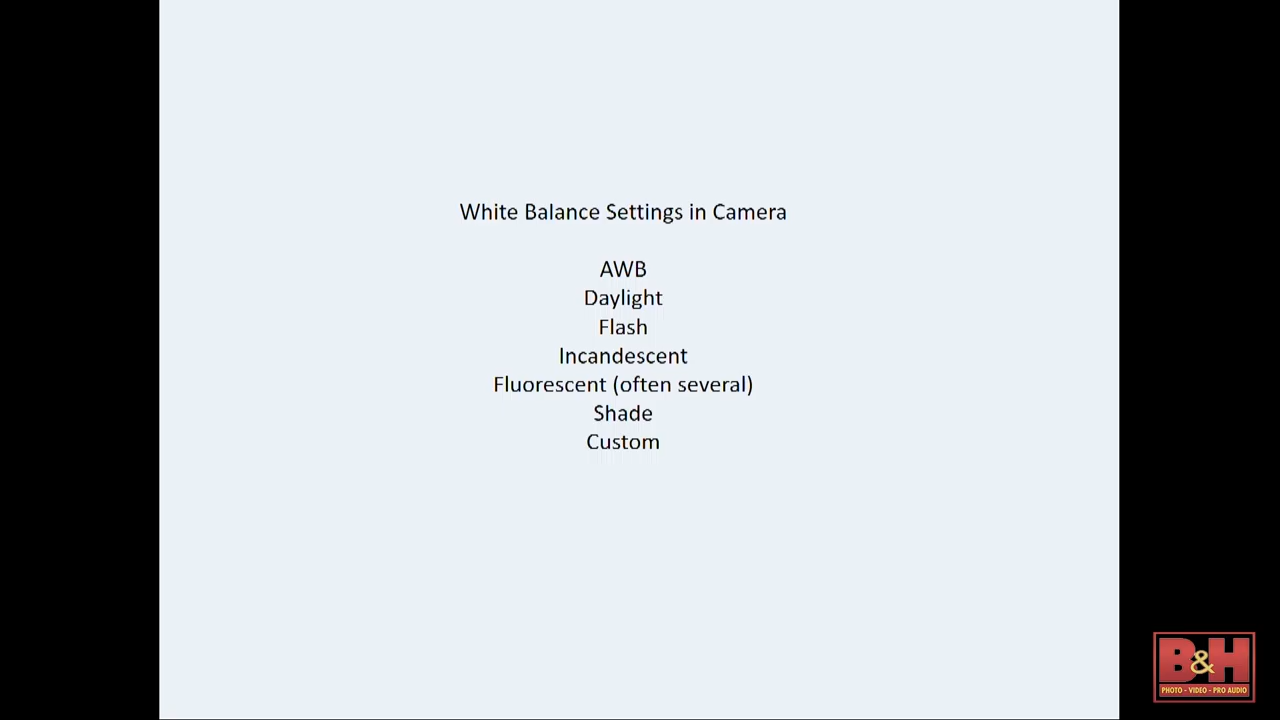 White Balance Settings in Camera
AWB
Daylight
Flash
Incandescent
Fluorescent (often several)
Shade
Custom
B&H
PHOTO - VIDEO - PRO AUDIO